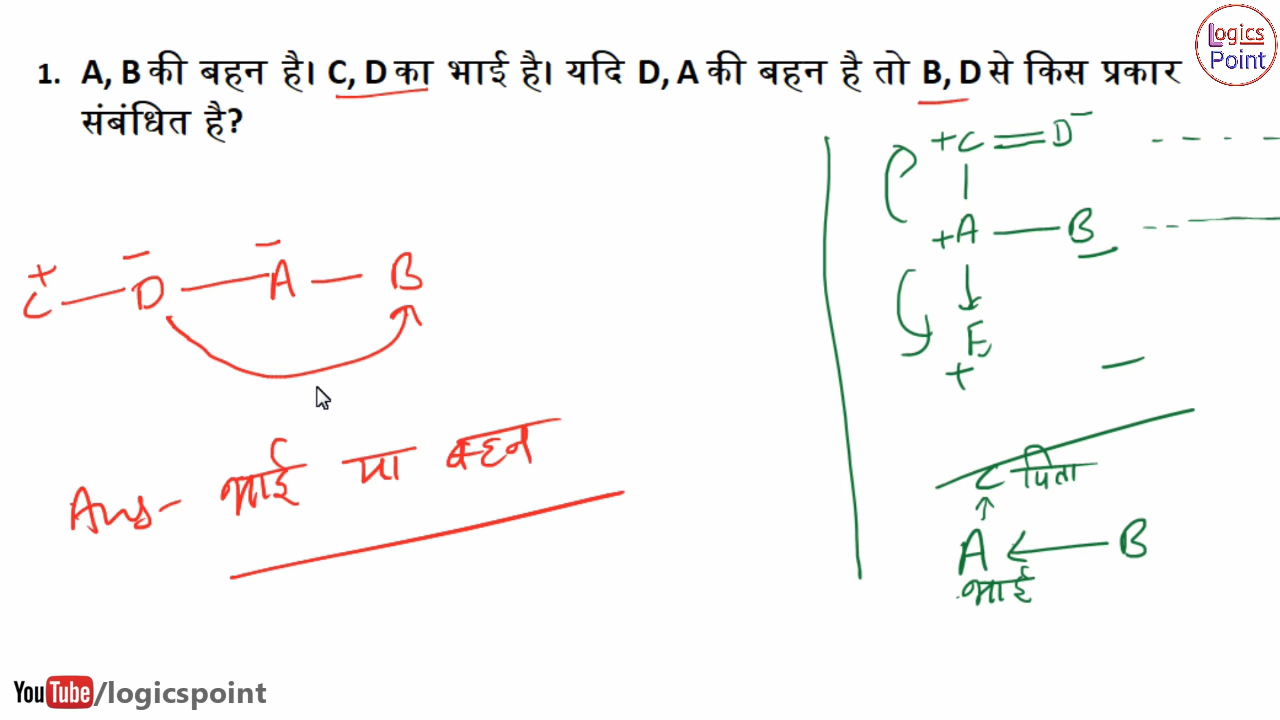 Logics
Point
1. A, B की बहन है। C, D का भाई है। यदि D, A की बहन है तो B, D से किस प्रकार
संबंधित है?
+C = D -
+A — B
E
+
+ - -
C — D — A — B
Ans- भाई या बहन
C पिता
A ← B
भाई
YouTube/logicspoint